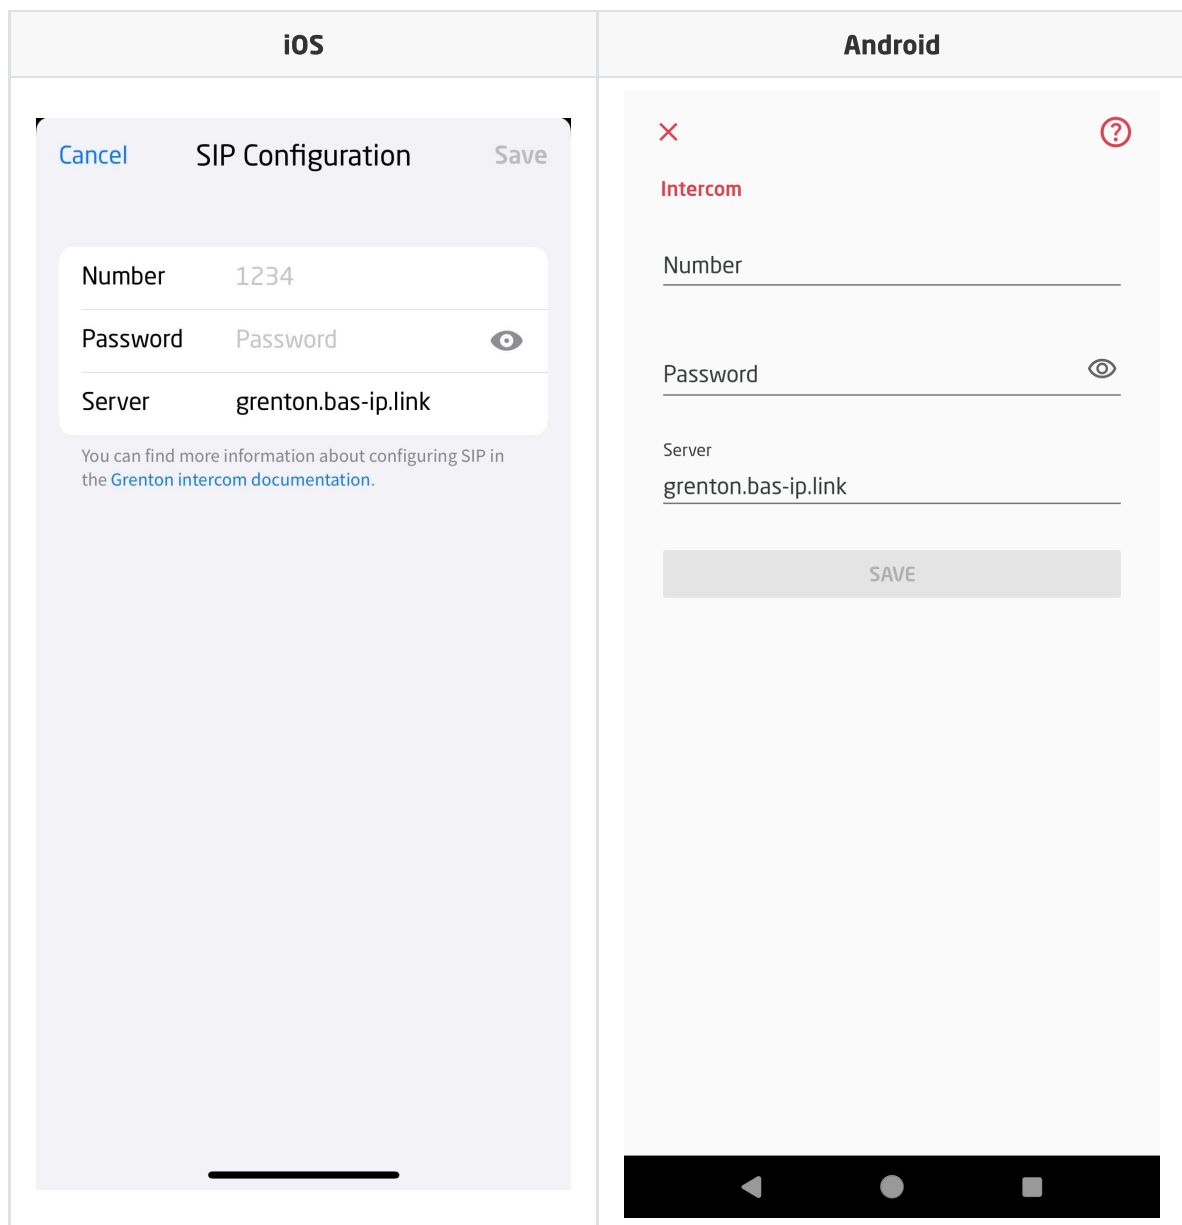 iOS
Android
Cancel
SIP Configuration
Save
Number
1234
Password
Password
Server
grenton.bas-ip.link
You can find more information about configuring SIP in
the Grenton intercom documentation.
Intercom
Number
Password
Server
grenton.bas-ip.link
SAVE